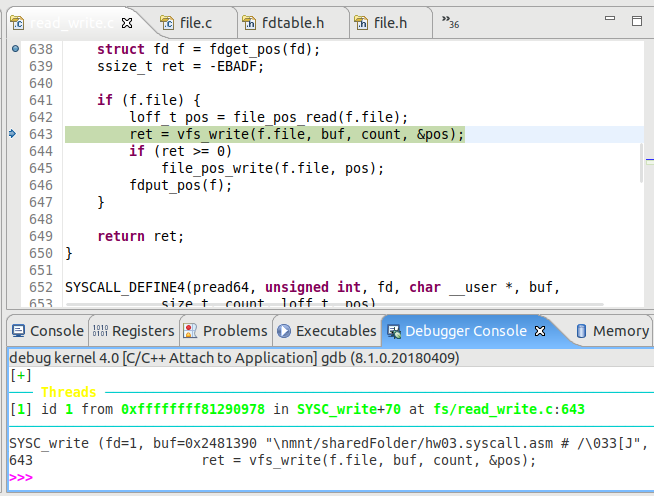 read_write.c file.c fdtable.h file.h »36
638 struct fd f = fdget_pos(fd);
639 ssize_t ret = -EBADF;
640
641 if (f.file) {
642 loff_t pos = file_pos_read(f.file);
643 ret = vfs_write(f.file, buf, count, &pos);
644 if (ret >= 0)
645 file_pos_write(f.file, pos);
646 fdput_pos(f);
647 }
648
649 return ret;
650 }
651
652 SYSCALL_DEFINE4(pread64, unsigned int, fd, char __user *, buf,
653 size_t, count, loff_t, pos)
Console Registers Problems Executables Debugger Console Memory
debug kernel 4.0 [C/C++ Attach to Application] gdb (8.1.0.20180409)
[+]
Threads
[1] id 1 from 0xffffffff81290978 in SYSC_write+70 at fs/read_write.c:643
SYSC_write (fd=1, buf=0x2481390 "\nmnt/sharedFolder/hw03.syscall.asm # /\033[J",
643 ret = vfs_write(f.file, buf, count, &pos);
>>>